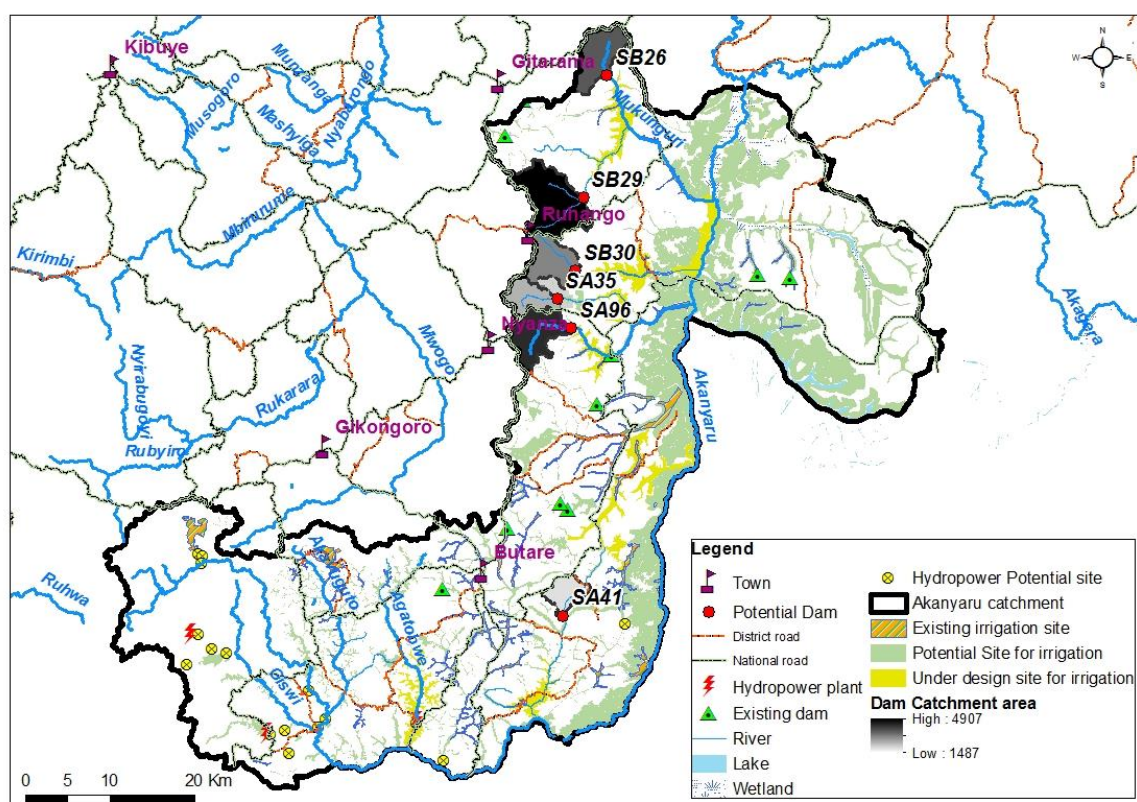 Kibuye
Gitarama
SB26
N
W
E
S
Munzanga
Musogoro
Mashyiga
Nyabarongo
Mukunguri
SB29
Ruhango
Mbirurume
SB30
Kirimbi
SA35
SA96
Nyanza
Akagera
Mwogo
Nyirabugoyi
Rukarara
Akanyaru
Gikongoro
Rubyiro
Butare
Ruhwa
Agatobwe
SA41
Giswi
0 5 10 20 Km
Legend
Town
Potential Dam
District road
National road
Hydropower plant
Existing dam
River
Lake
Wetland
Hydropower Potential site
Akanyaru catchment
Existing irrigation site
Potential Site for irrigation
Under design site for irrigation
Dam Catchment area
High : 4907
Low : 1487